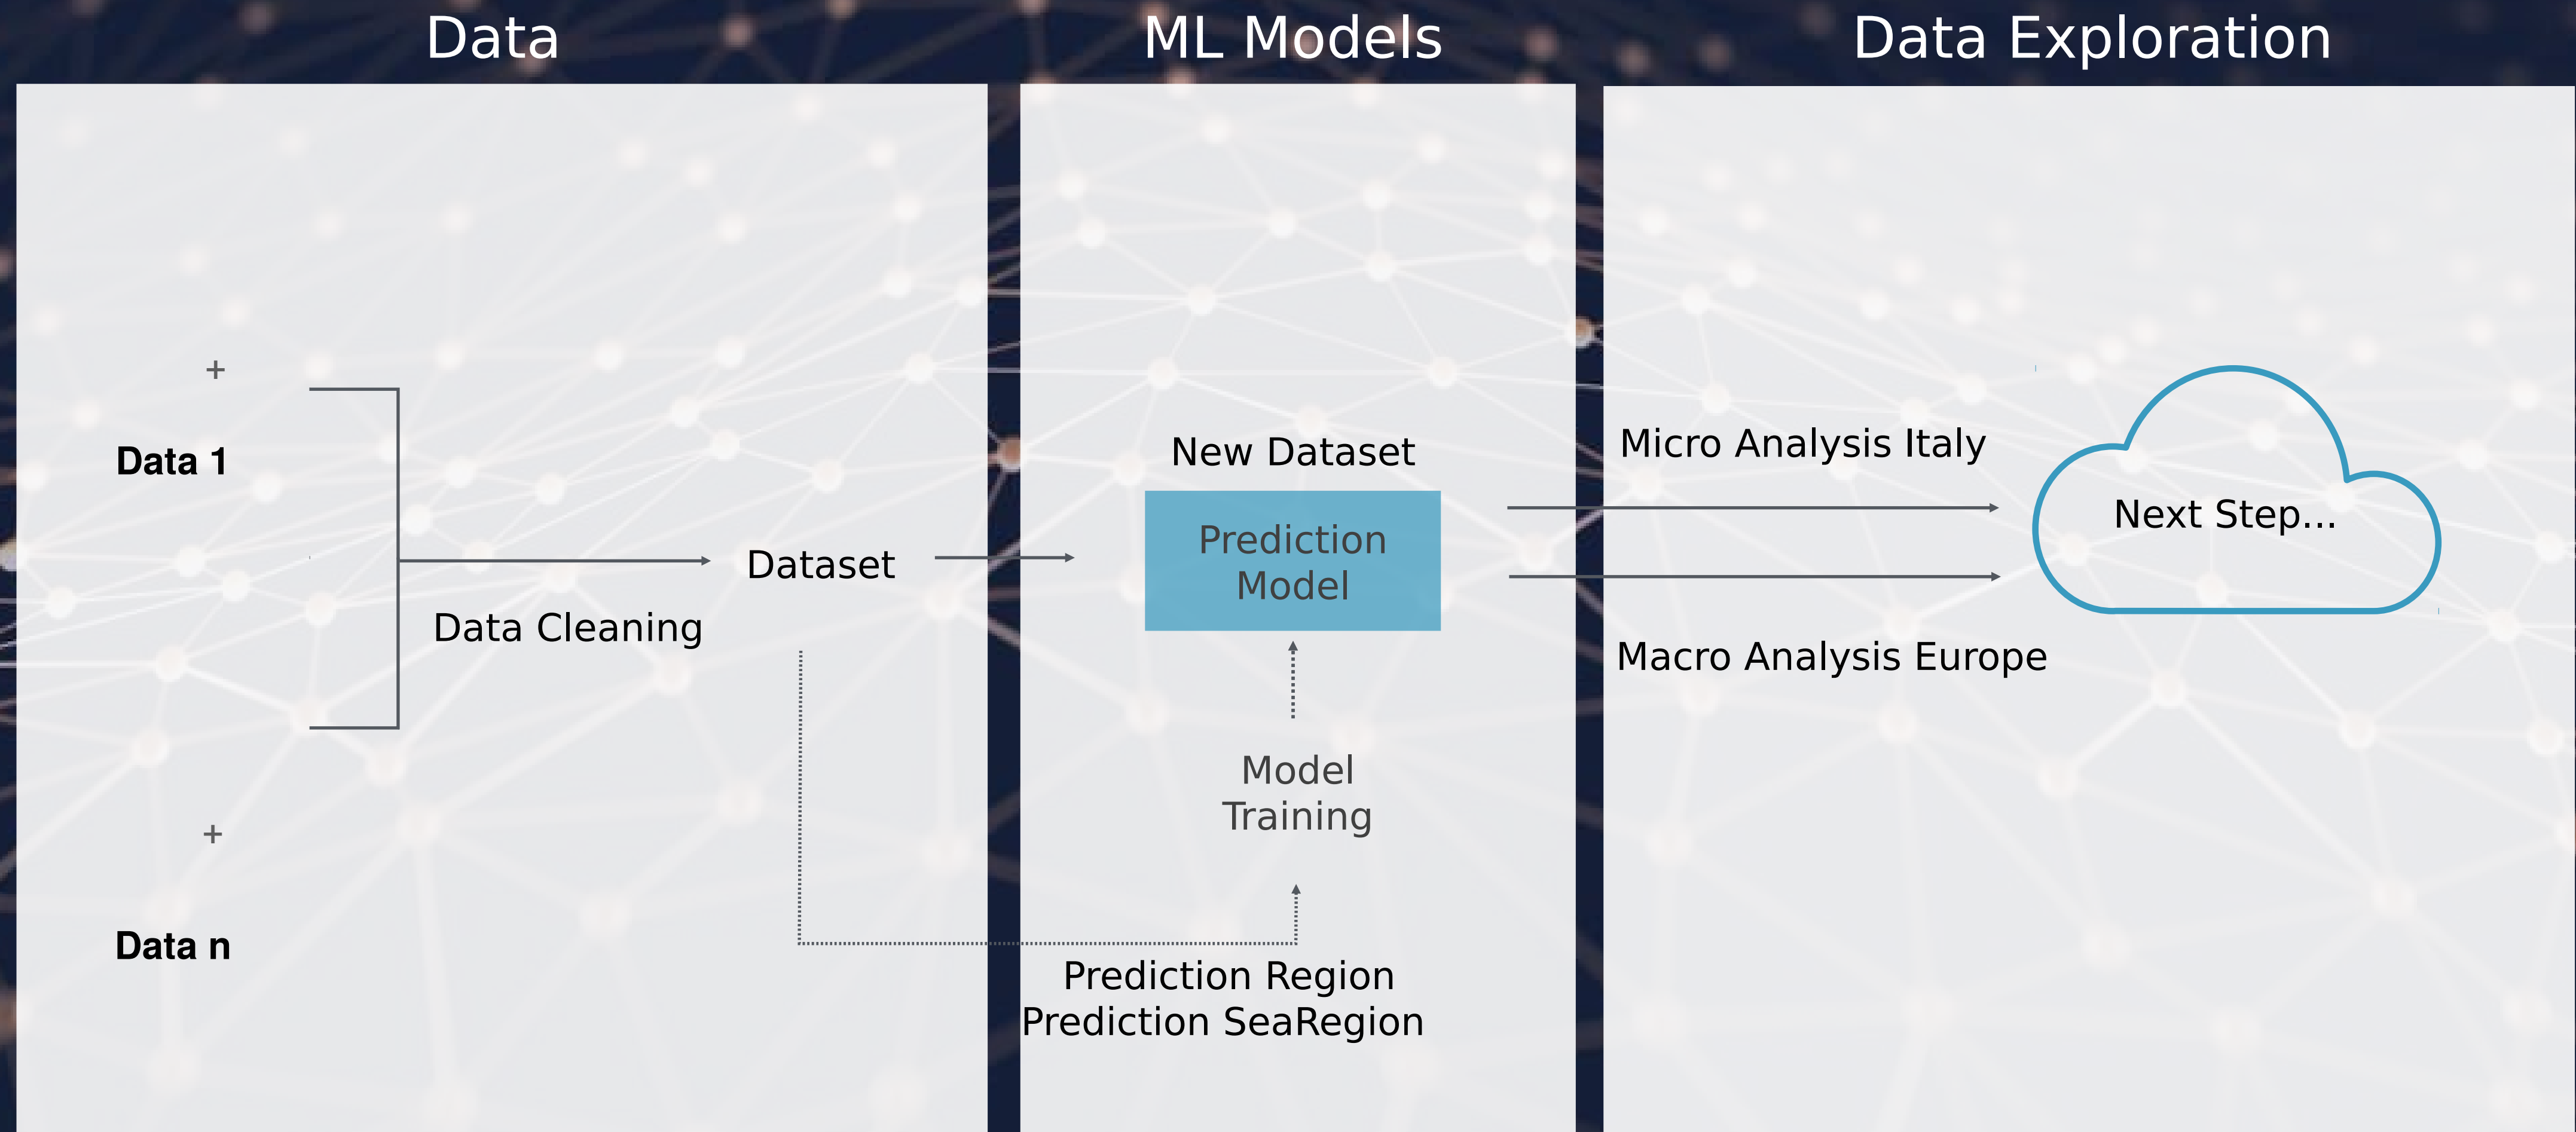 Data
ML Models
Data Exploration
+
Data 1
Data Cleaning
Dataset
+
Data n
New Dataset
Prediction
Model
Model
Training
Prediction Region
Prediction SeaRegion
Micro Analysis Italy
Macro Analysis Europe
Next Step...